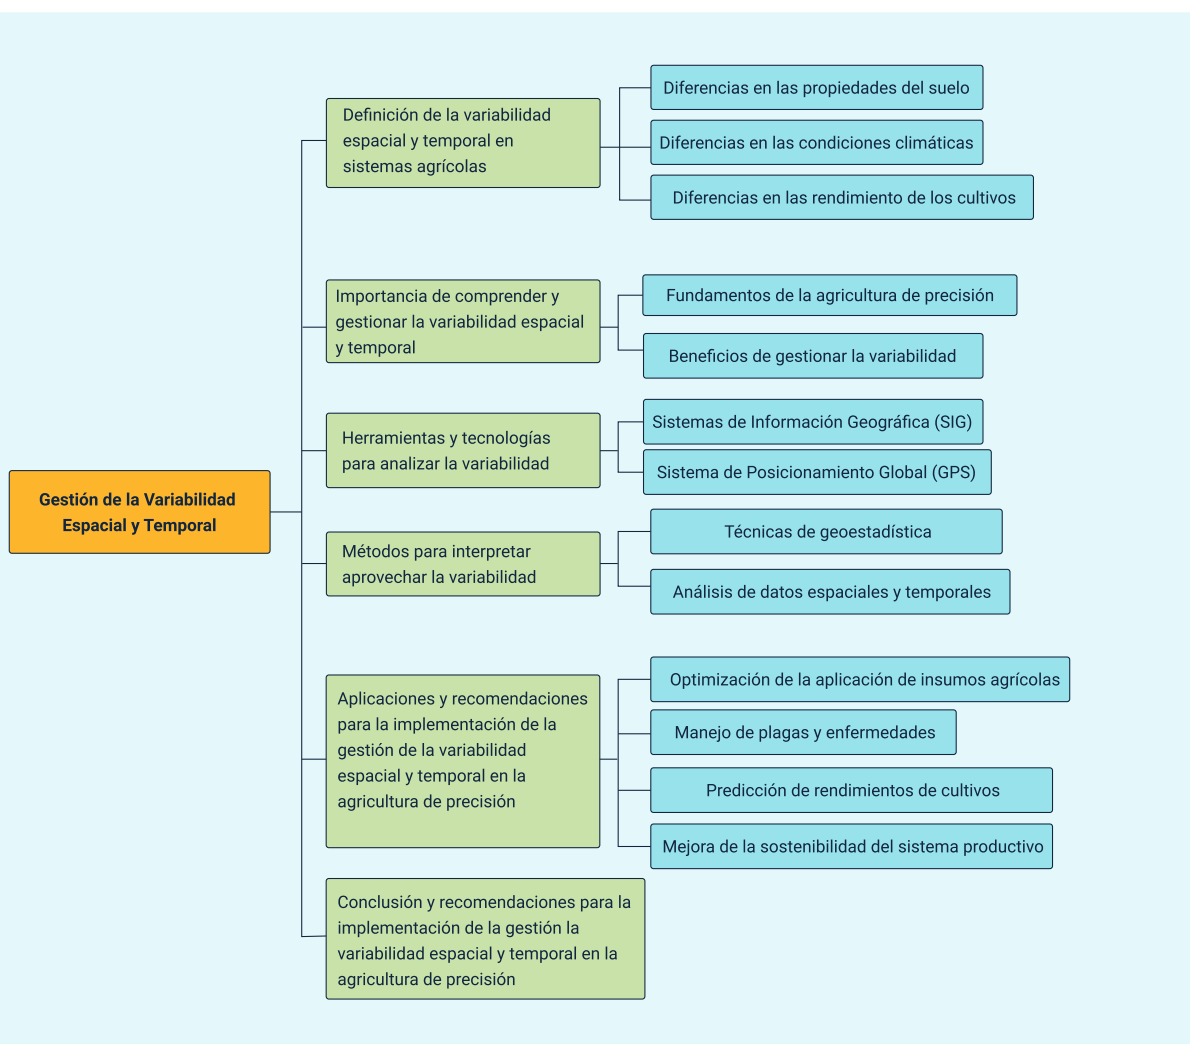 Gestión de la Variabilidad
Espacial y Temporal
Definición de la variabilidad
espacial y temporal en
sistemas agrícolas
Diferencias en las propiedades del suelo
Diferencias en las condiciones climáticas
Diferencias en las rendimiento de los cultivos
Importancia de comprender y
gestionar la variabilidad espacial
y temporal
Fundamentos de la agricultura de precisión
Beneficios de gestionar la variabilidad
Herramientas y tecnologías
para analizar la variabilidad
Sistemas de Información Geográfica (SIG)
Sistema de Posicionamiento Global (GPS)
Métodos para interpretar
aprovechar la variabilidad
Técnicas de geoestadística
Análisis de datos espaciales y temporales
Aplicaciones y recomendaciones
para la implementación de la
gestión de la variabilidad
espacial y temporal en la
agricultura de precisión
Optimización de la aplicación de insumos agrícolas
Manejo de plagas y enfermedades
Predicción de rendimientos de cultivos
Mejora de la sostenibilidad del sistema productivo
Conclusión y recomendaciones para la
implementación de la gestión la
variabilidad espacial y temporal en la
agricultura de precisión